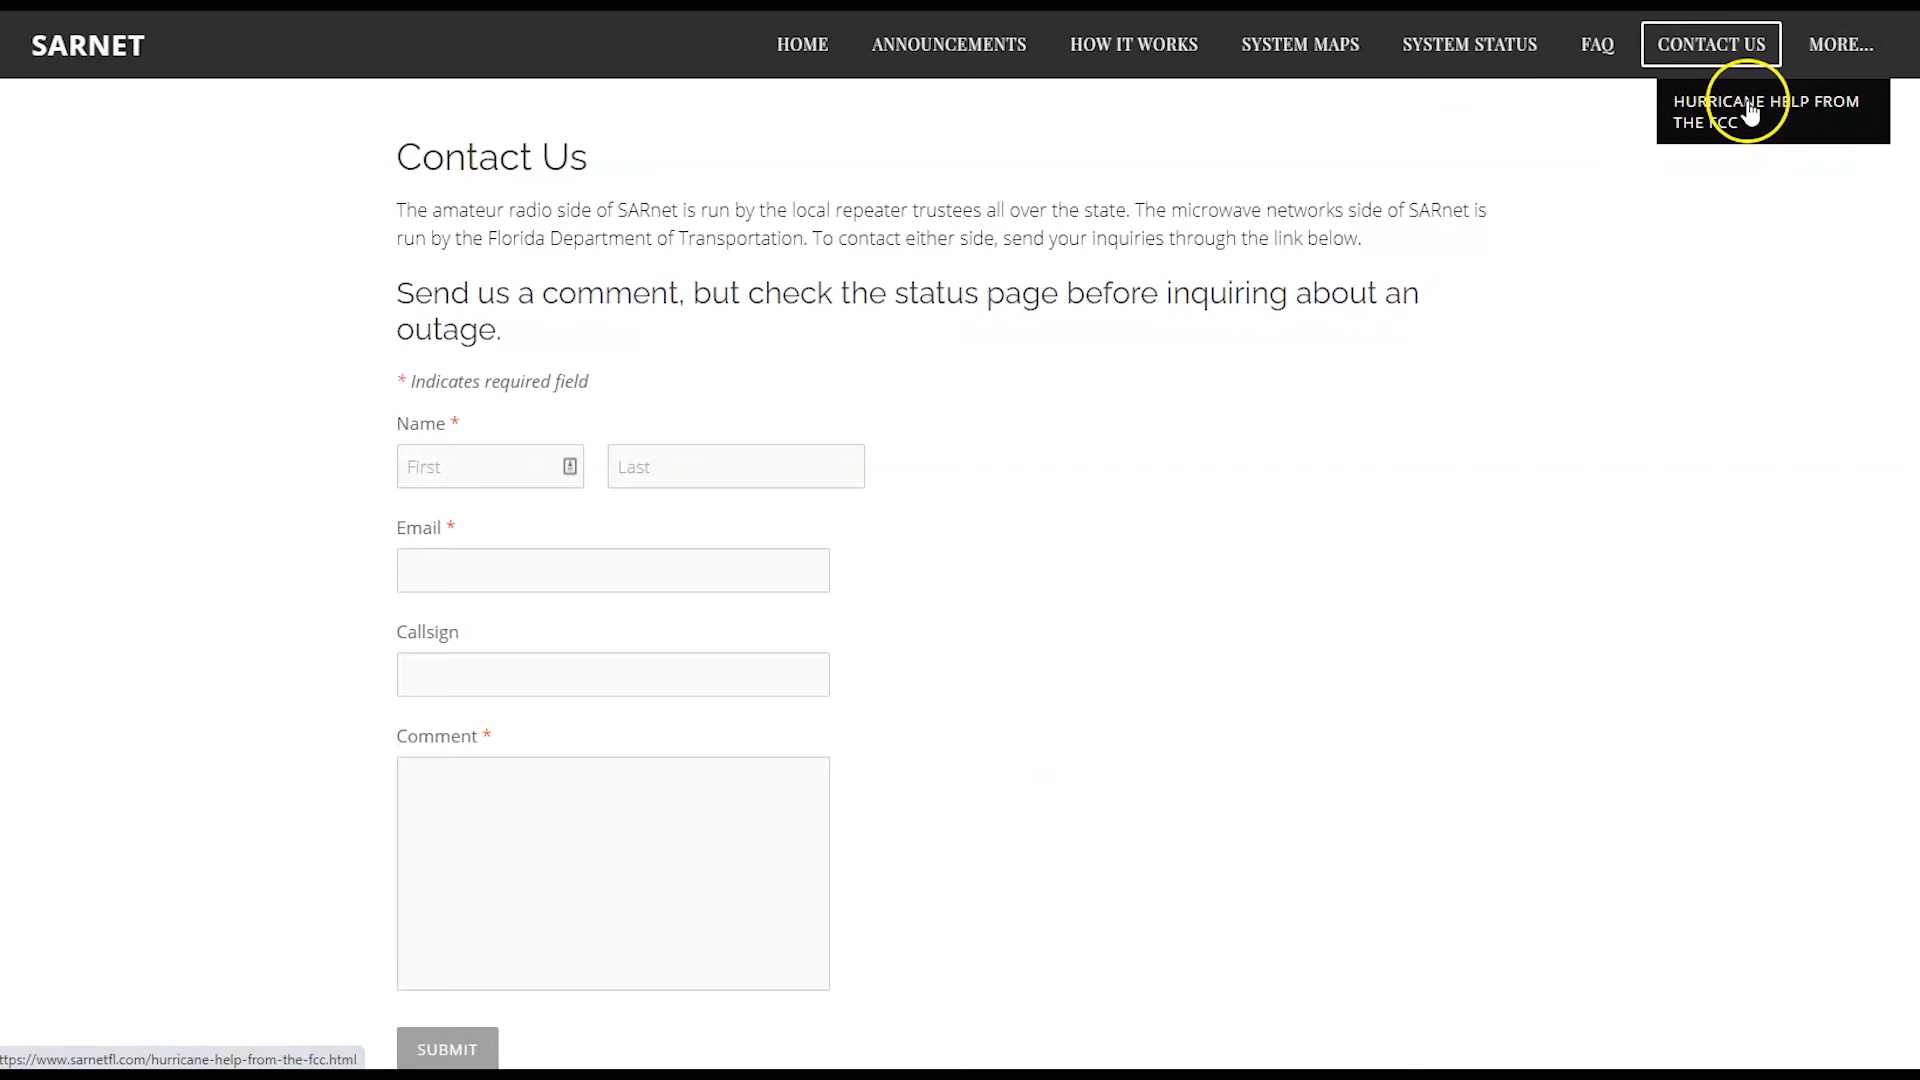 SARNET
HOME ANNOUNCEMENTS HOW IT WORKS SYSTEM MAPS SYSTEM STATUS FAQ CONTACT US MORE...
HURRICANE HELP FROM
THE FCC
Contact Us
The amateur radio side of SARnet is run by the local repeater trustees all over the state. The microwave networks side of SARnet is
run by the Florida Department of Transportation. To contact either side, send your inquiries through the link below.
Send us a comment, but check the status page before inquiring about an
outage.
* Indicates required field
Name *
First Last
Email *
Callsign
Comment *
SUBMIT
ttps://www.sarnetfl.com/hurricane-help-from-the-fcc.html